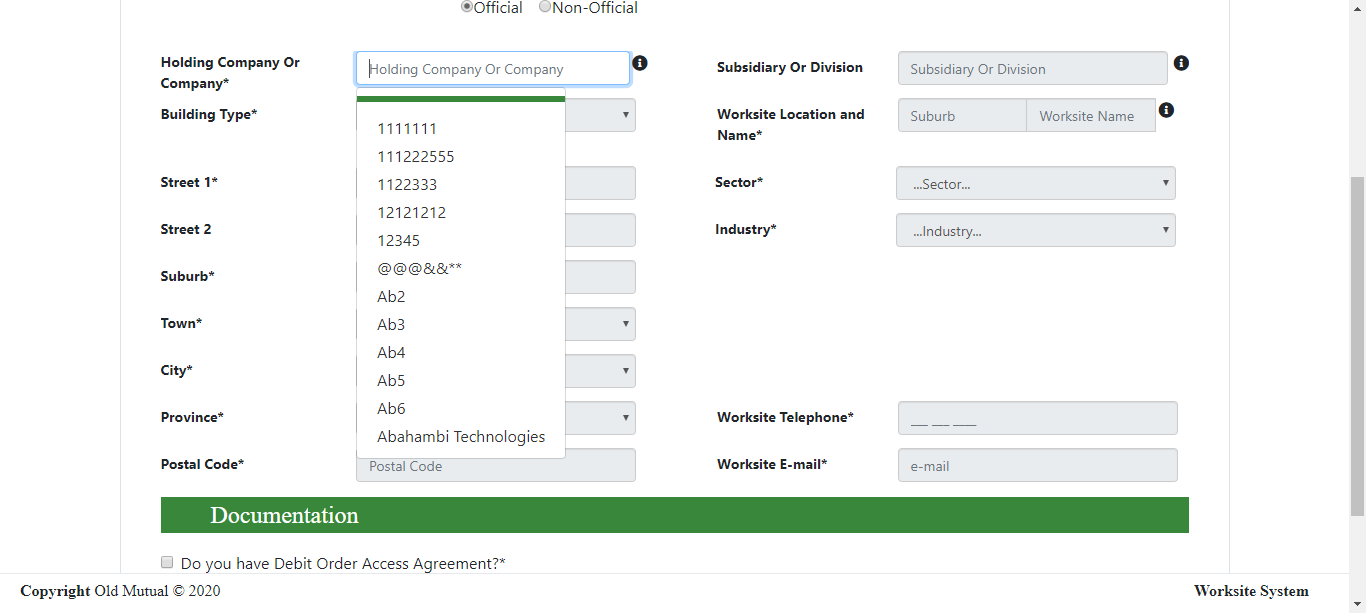 Official Non-Official
Holding Company Or Company*
Holding Company Or Company
Subsidiary Or Division
Subsidiary Or Division
Building Type*
Worksite Location and Name*
Suburb
Worksite Name
1111111
111222555
1122333
12121212
12345
@@@&&**
Ab2
Ab3
Ab4
Ab5
Ab6
Abahambi Technologies
Street 1*
Sector*
...Sector...
Street 2
Industry*
...Industry...
Suburb*
Town*
City*
Province*
Worksite Telephone*
___ ___ ____
Postal Code*
Postal Code
Worksite E-mail*
e-mail
Documentation
Do you have Debit Order Access Agreement?*
Copyright Old Mutual © 2020
Worksite System